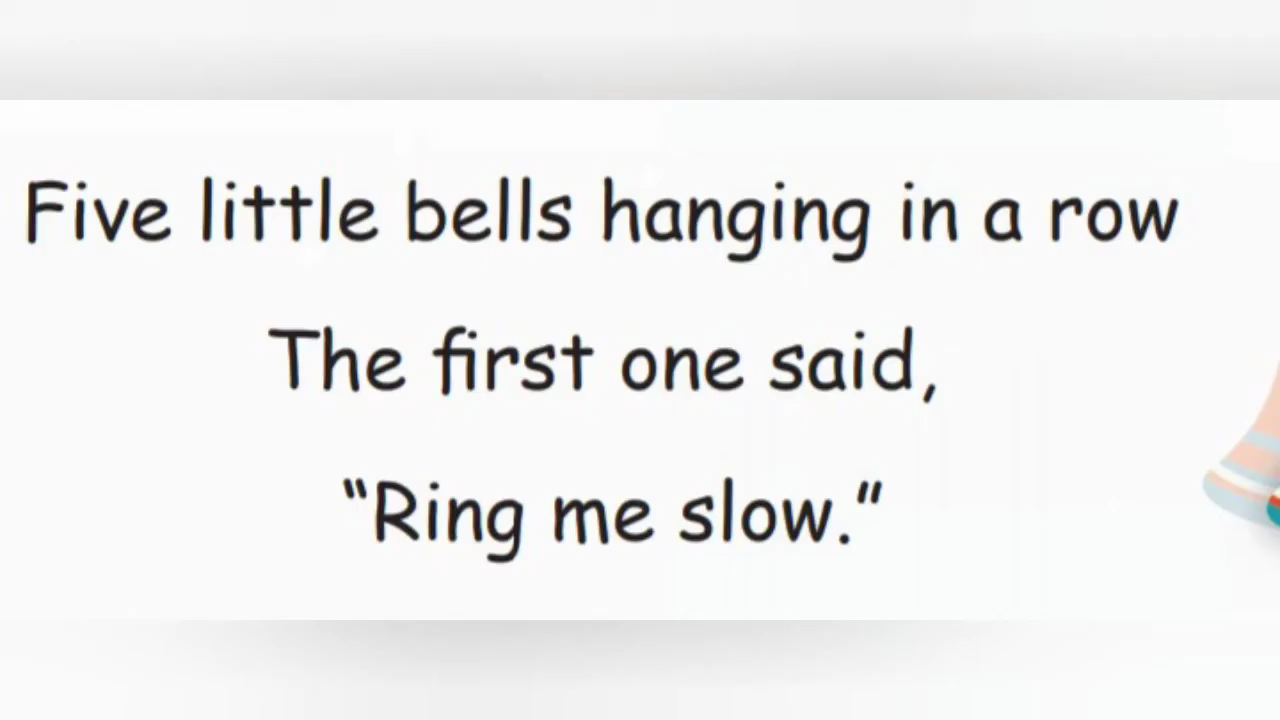 Five little bells hanging in a row
The first one said,
“Ring me slow.”